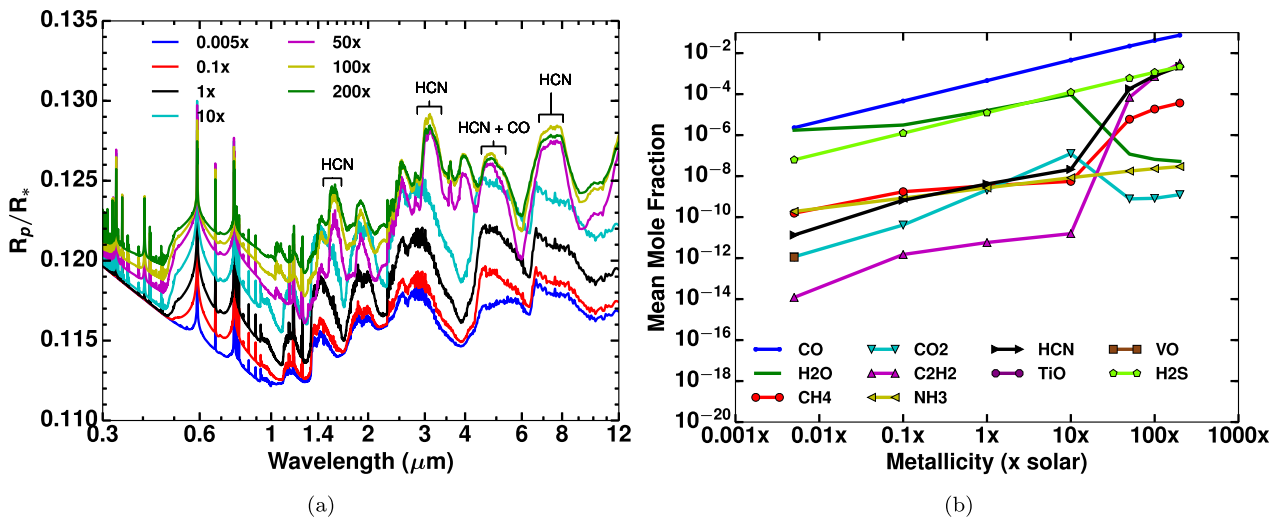 0.135
0.130
0.125
0.120
0.115
0.110
R_p/R_*
0.005x
0.1x
1x
10x
50x
100x
200x
HCN
HCN
HCN + CO
HCN
0.3 0.6 1 1.4 2 3 4 6 8 12
Wavelength (μm)
(a)
10^−2
10^−4
10^−6
10^−8
10^−10
10^−12
10^−14
10^−16
10^−18
10^−20
Mean Mole Fraction
CO CO2 HCN VO
H2O C2H2 TiO H2S
CH4 NH3
0.001x 0.01x 0.1x 1x 10x 100x 1000x
Metallicity (x solar)
(b)